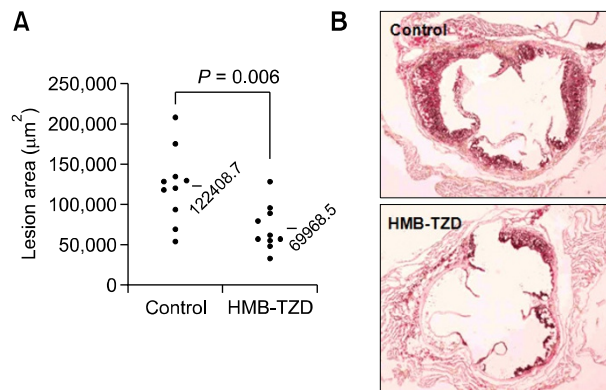 A
P = 0.006
Lesion area (µm²)
250,000
200,000
150,000
100,000
50,000
0
122408.7
69968.5
Control
HMB-TZD
B
Control
HMB-TZD